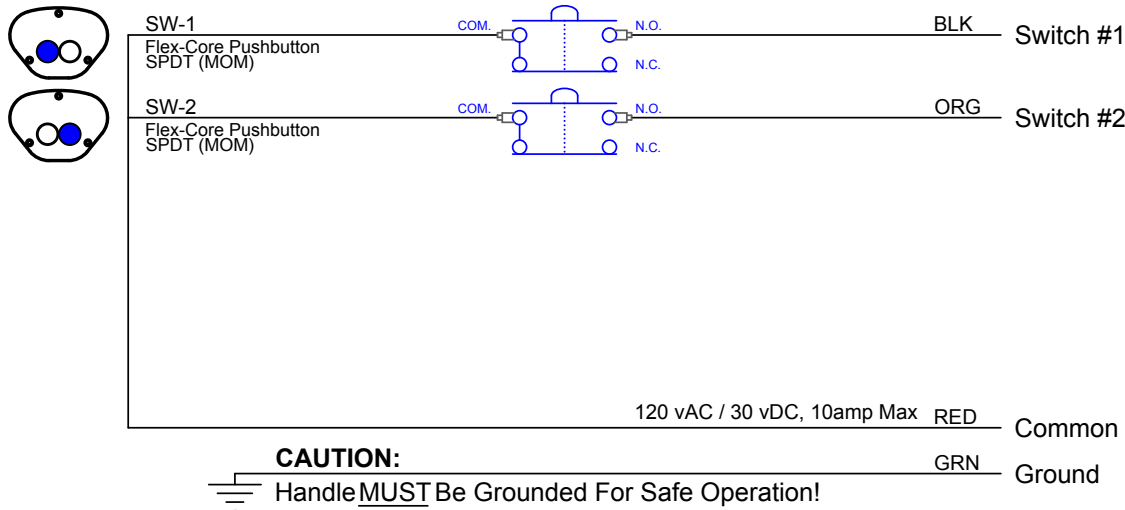 SW-1 COM. N.O. BLK Switch #1
Flex-Core Pushbutton
SPDT (MOM) N.C.
SW-2 COM. N.O. ORG Switch #2
Flex-Core Pushbutton
SPDT (MOM) N.C.
120 vAC / 30 vDC, 10amp Max RED Common
CAUTION: GRN Ground
Handle MUST Be Grounded For Safe Operation!